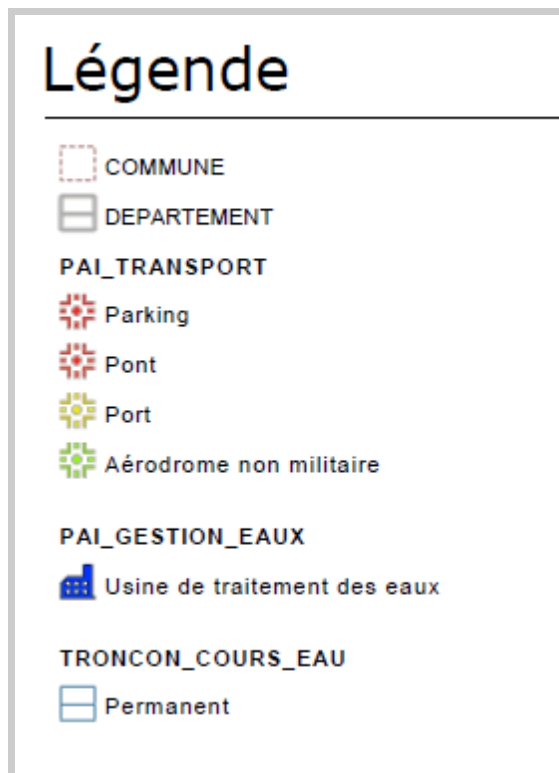 Légende
COMMUNE
DEPARTEMENT
PAI_TRANSPORT
Parking
Pont
Port
Aérodrome non militaire
PAI_GESTION_EAUX
Usine de traitement des eaux
TRONCON_COURS_EAU
Permanent